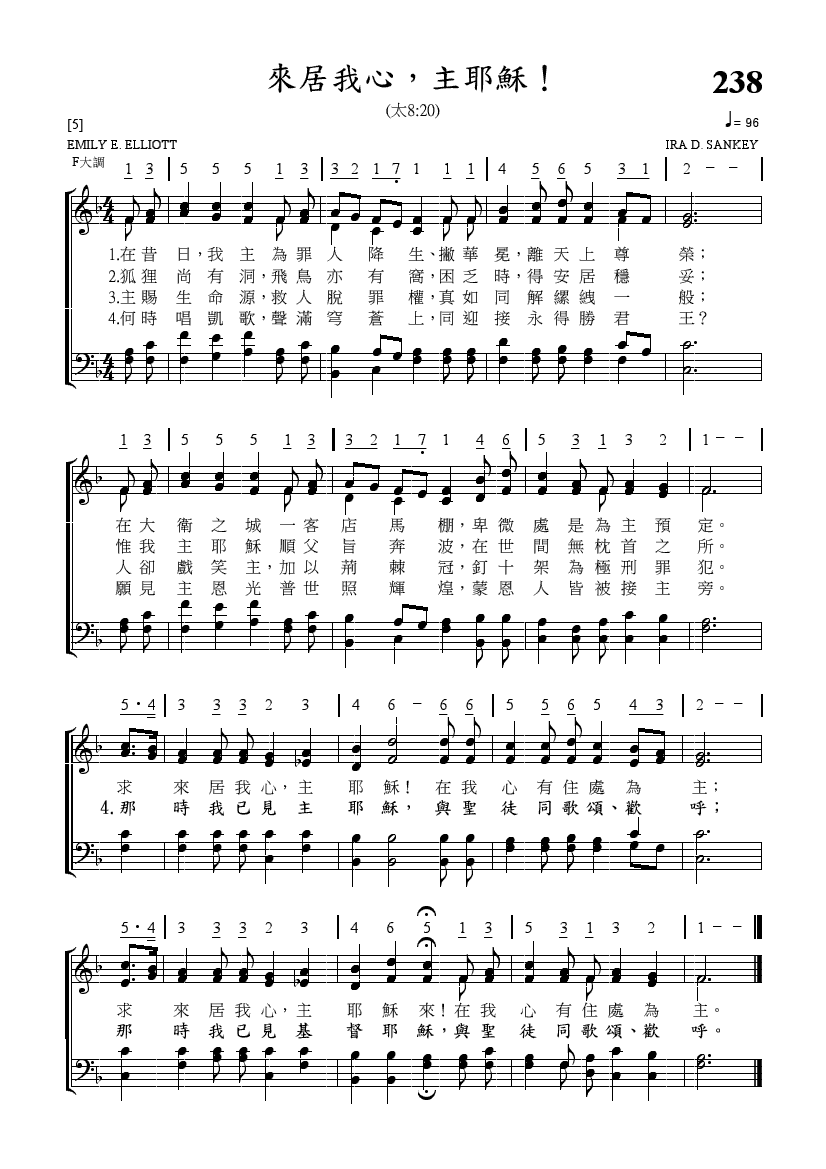 來居我心，主耶穌！
238
(太8:20)
[5]
♩= 96
EMILY E. ELLIOTT
IRA D. SANKEY
F大調
1 3 | 5 5 5 1 3 | 3 2 1 7 1 1 1 | 4 5 6 5 3 1 | 2 – – |
4 4
1.在昔日，我主為罪人降生、撇華冕，離天上尊榮；
2.狐狸尚有洞，飛鳥亦有窩，困乏時，得安居穩妥；
3.主賜生命源，救人脫罪權，真如同解縲絏一般；
4.何時唱凱歌，聲滿穹蒼上，同迎接永得勝君王？
4 4
1 3 | 5 5 5 1 3 | 3 2 1 7 1 4 6 | 5 3 1 3 2 | 1 – – |
在大衛之城一客店馬棚，卑微處是為主預定。
惟我主耶穌順父旨奔波，在世間無枕首之所。
人卻戲笑主，加以荊棘冠，釘十架為極刑罪犯。
願見主恩光普世照輝煌，蒙恩人皆被接主旁。
5 · 4 | 3 3 3 2 3 | 4 6 – 6 6 | 5 5 6 5 4 3 | 2 – – |
求來居我心，主耶穌！在我心有住處為主；
4.那時我已見主耶穌，與聖徒同歌頌、歡呼；
5 · 4 | 3 3 3 2 3 | 4 6 5 1 3 | 5 3 1 3 2 | 1 – – |
求來居我心，主耶穌來！在我心有住處為主。
那時我已見基督耶穌，與聖徒同歌頌、歡呼。